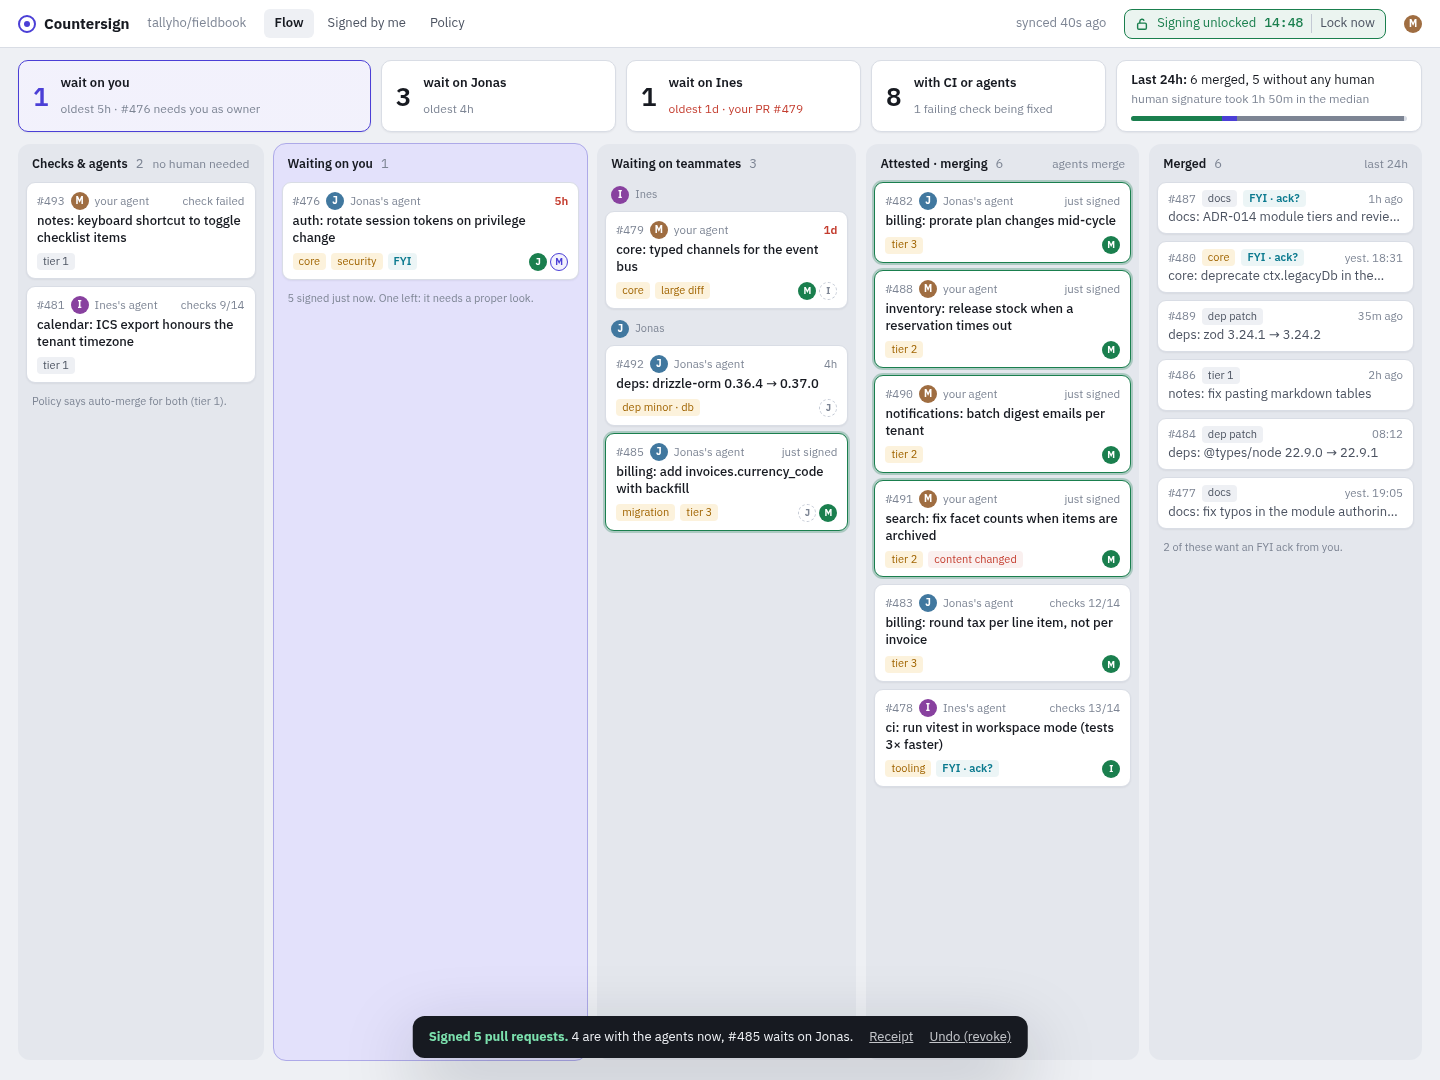 Countersign tallyho/fieldbook Flow Signed by me Policy synced 40s ago Signing unlocked 14:48 Lock now M
1 wait on you
oldest 5h · #476 needs you as owner
3 wait on Jonas
oldest 4h
1 wait on Ines
oldest 1d · your PR #479
8 with CI or agents
1 failing check being fixed
Last 24h: 6 merged, 5 without any human
human signature took 1h 50m in the median
Checks & agents 2 no human needed
#493 M your agent check failed
notes: keyboard shortcut to toggle
checklist items
tier 1
#481 I Ines's agent checks 9/14
calendar: ICS export honours the
tenant timezone
tier 1
Policy says auto-merge for both (tier 1).
Waiting on you 1
#476 J Jonas's agent 5h
auth: rotate session tokens on privilege
change
core security FYI J M
5 signed just now. One left: it needs a proper look.
Waiting on teammates 3
I Ines
#479 M your agent 1d
core: typed channels for the event
bus
core large diff M I
J Jonas
#492 J Jonas's agent 4h
deps: drizzle-orm 0.36.4 → 0.37.0
dep minor · db J
#485 J Jonas's agent just signed
billing: add invoices.currency_code
with backfill
migration tier 3 J M
Attested · merging 6 agents merge
#482 J Jonas's agent just signed
billing: prorate plan changes mid-cycle
tier 3 M
#488 M your agent just signed
inventory: release stock when a
reservation times out
tier 2 M
#490 M your agent just signed
notifications: batch digest emails per
tenant
tier 2 M
#491 M your agent just signed
search: fix facet counts when items are
archived
tier 2 content changed M
#483 J Jonas's agent checks 12/14
billing: round tax per line item, not per
invoice
tier 3 M
#478 I Ines's agent checks 13/14
ci: run vitest in workspace mode (tests
3× faster)
tooling FYI · ack? I
Merged 6 last 24h
#487 docs FYI · ack? 1h ago
docs: ADR-014 module tiers and revie…
#480 core FYI · ack? yest. 18:31
core: deprecate ctx.legacyDb in the…
#489 dep patch 35m ago
deps: zod 3.24.1 → 3.24.2
#486 tier 1 2h ago
notes: fix pasting markdown tables
#484 dep patch 08:12
deps: @types/node 22.9.0 → 22.9.1
#477 docs yest. 19:05
docs: fix typos in the module authorin…
2 of these want an FYI ack from you.
Signed 5 pull requests. 4 are with the agents now, #485 waits on Jonas. Receipt Undo (revoke)